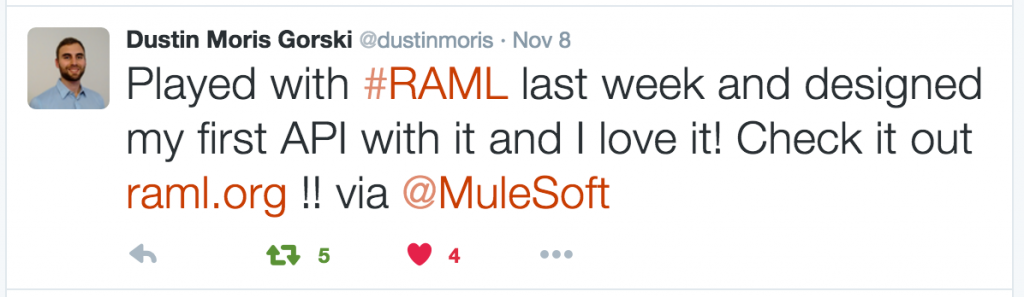 Dustin Moris Gorski @dustinmoris · Nov 8
Played with #RAML last week and designed
my first API with it and I love it! Check it out
raml.org !! via @MuleSoft
5 4